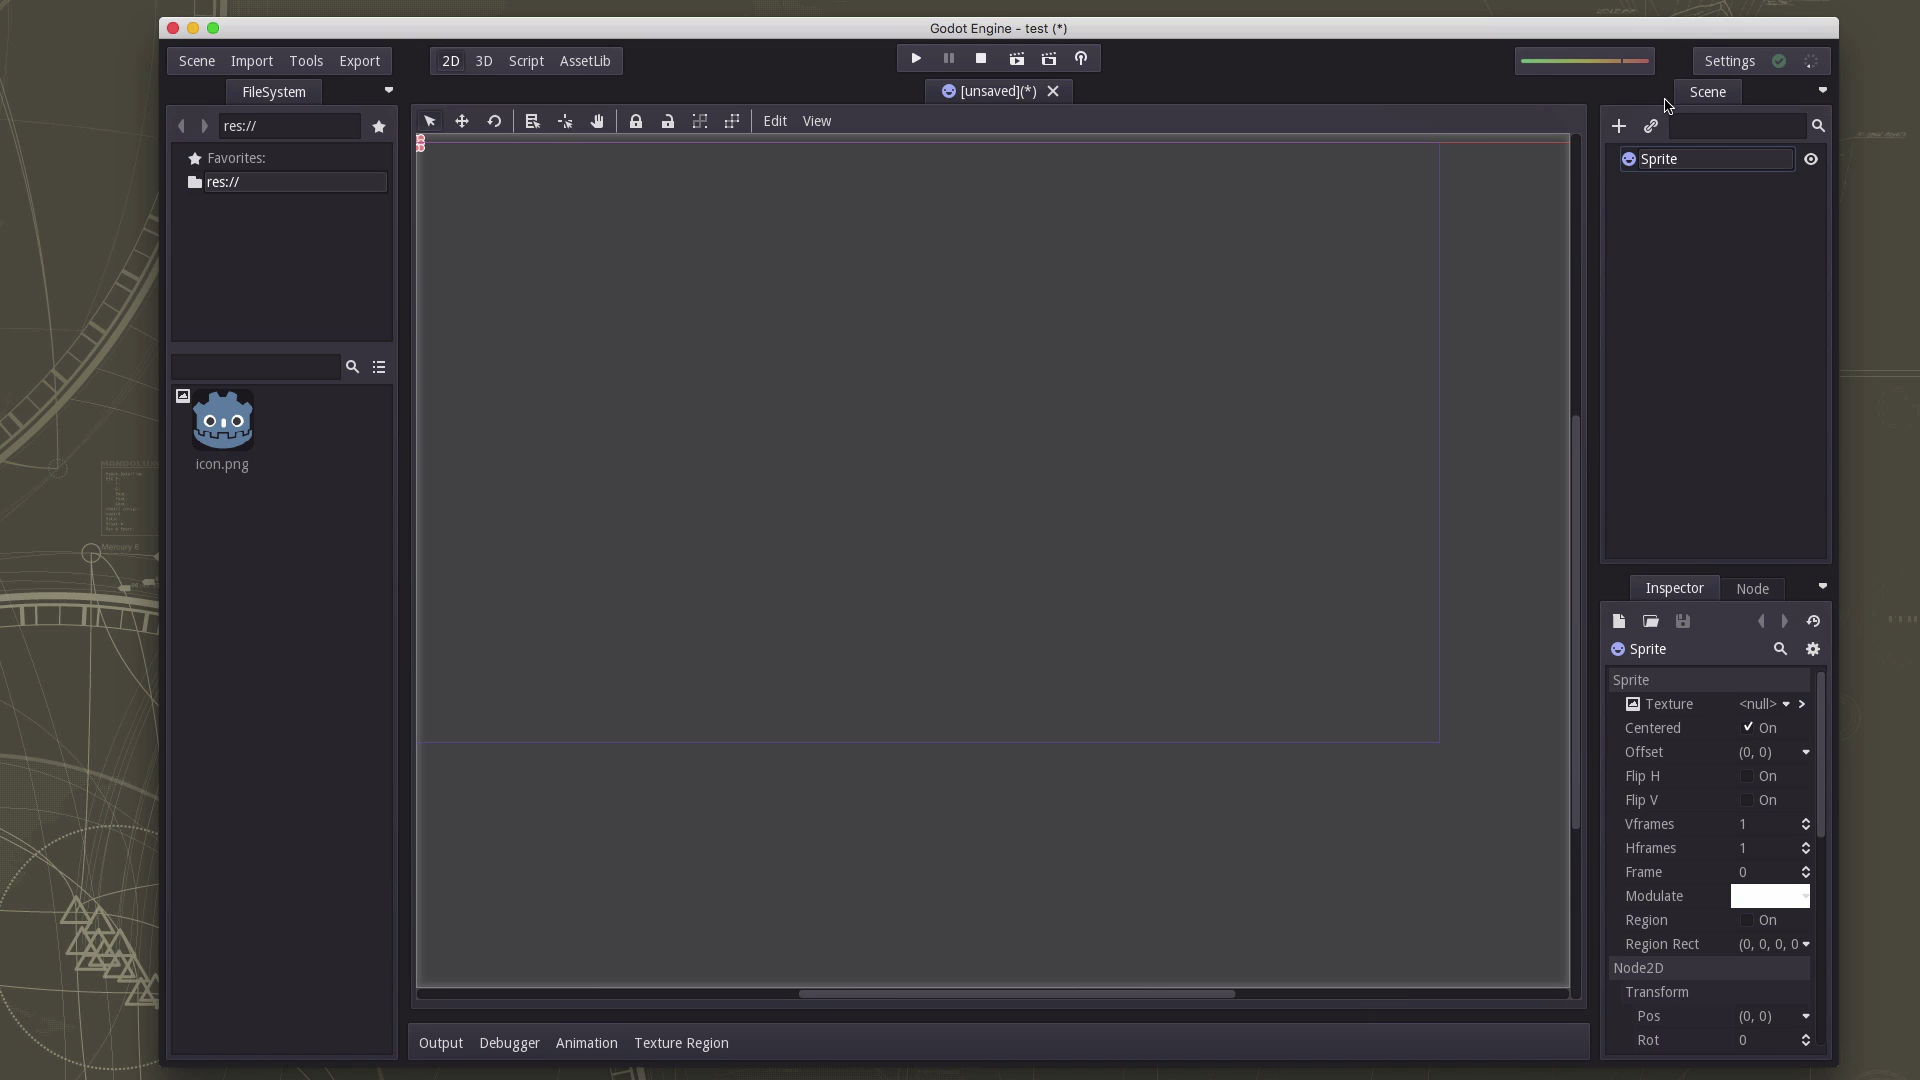 Godot Engine - test (*)
Scene Import Tools Export
2D 3D Script AssetLib
Settings
FileSystem
[unsaved](*)
Scene
res://
Edit View
Favorites:
res://
Sprite
icon.png
Inspector Node
Sprite
Sprite
Texture <null>
Centered On
Offset (0, 0)
Flip H On
Flip V On
Vframes 1
Hframes 1
Frame 0
Modulate
Region On
Region Rect (0, 0, 0, 0
Node2D
Transform
Pos (0, 0)
Rot 0
Output Debugger Animation Texture Region